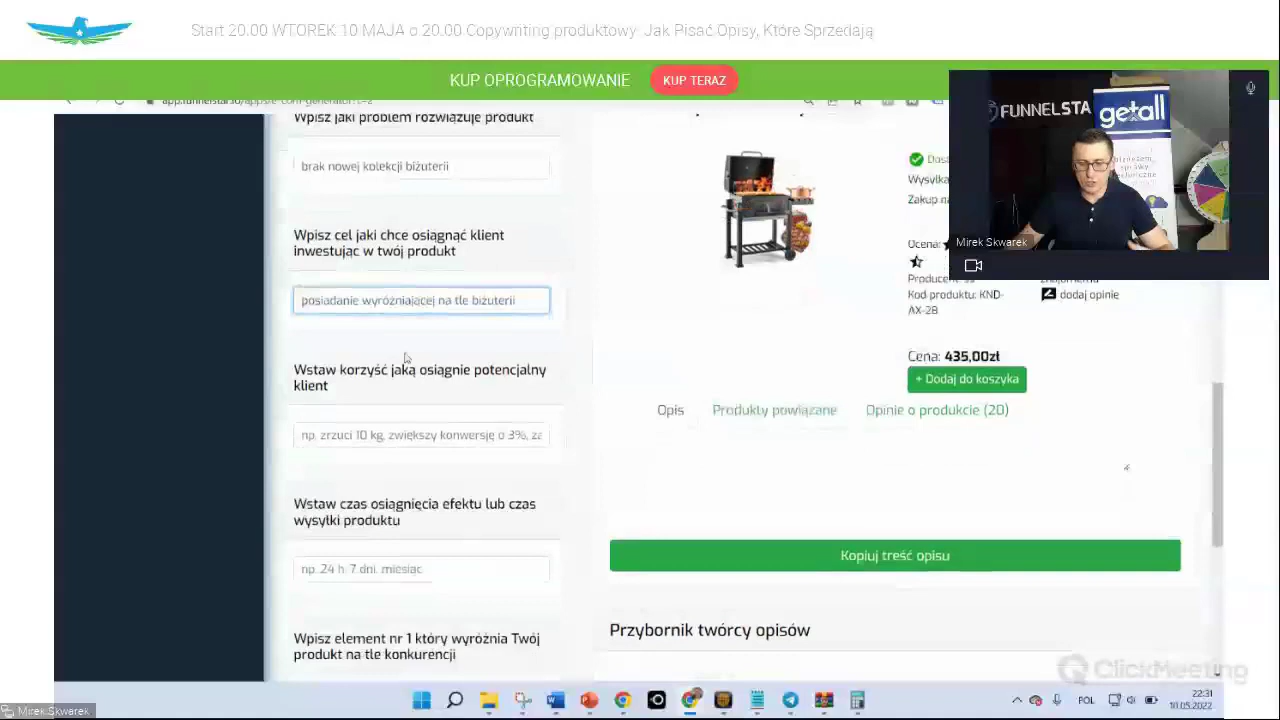 Start 20.00 WTOREK 10 MAJA o 20.00 Copywriting produktowy Jak Pisać Opisy, Które Sprzedają
KUP OPROGRAMOWANIE
KUP TERAZ
Wpisz jaki problem rozwiązuje produkt
brak nowej kolekcji biżuterii
Wpisz cel jaki chce osiągnąć klient
inwestując w twój produkt
posiadanie wyróżniającej na tle biżuterii
Wstaw korzyść jaką osiągnie potencjalny
klient
np. zrzuci 10 kg, zwiększy konwersję o 3%, za
Wstaw czas osiągnięcia efektu lub czas
wysyłki produktu
np. 24 h, 7 dni, miesiąc
Wpisz element nr 1 który wyróżnia Twój
produkt na tle konkurencji
Wysyłka
Ocena:
Kod produktu: KND-
AX-28
dodaj opinie
Cena: 435,00zł
+ Dodaj do koszyka
Opis
Produkty powiązane
Opinie o produkcie (20)
Kopiuj treść opisu
Przybornik twórcy opisów
FUNNELSTA
getall
Mirek Skwarek
ClickMeeting
POL
22:31
10.05.2022
Mirek Skwarek